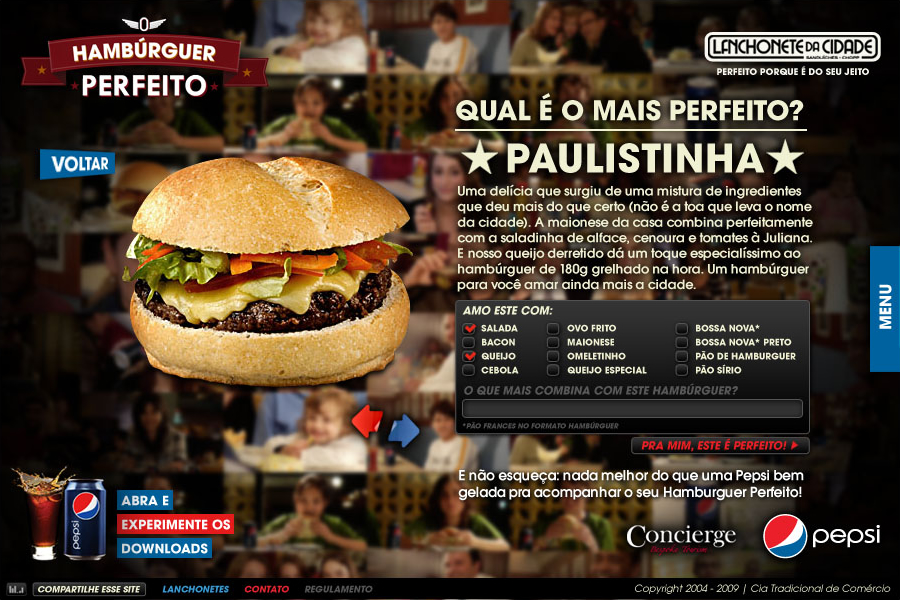 O
HAMBÚRGUER
PERFEITO
LANCHONETE DA CIDADE
SANDUÍCHES - CHOPP
PERFEITO PORQUE É DO SEU JEITO
QUAL É O MAIS PERFEITO?
PAULISTINHA
VOLTAR
Uma delícia que surgiu de uma mistura de ingredientes
que deu mais do que certo (não é a toa que leva o nome
da cidade). A maionese da casa combina perfeitamente
com a saladinha de alface, cenoura e tomates à Juliana.
E nosso queijo derretido dá um toque especialíssimo ao
hambúrguer de 180g grelhado na hora. Um hambúrguer
para você amar ainda mais a cidade.
MENU
AMO ESTE COM:
SALADA OVO FRITO BOSSA NOVA*
BACON MAIONESE BOSSA NOVA* PRETO
QUEIJO OMELETINHO PÃO DE HAMBURGUER
CEBOLA QUEIJO ESPECIAL PÃO SÍRIO
O QUE MAIS COMBINA COM ESTE HAMBÚRGUER?
*PÃO FRANCES NO FORMATO HAMBÚRGUER
PRA MIM, ESTE É PERFEITO!
E não esqueça: nada melhor do que uma Pepsi bem
gelada pra acompanhar o seu Hamburguer Perfeito!
pepsi
ABRA E
EXPERIMENTE OS
DOWNLOADS
Concierge
pepsi
COMPARTILHE ESSE SITE LANCHONETES CONTATO REGULAMENTO
Copyright 2004 - 2009 | Cia Tradicional de Comércio